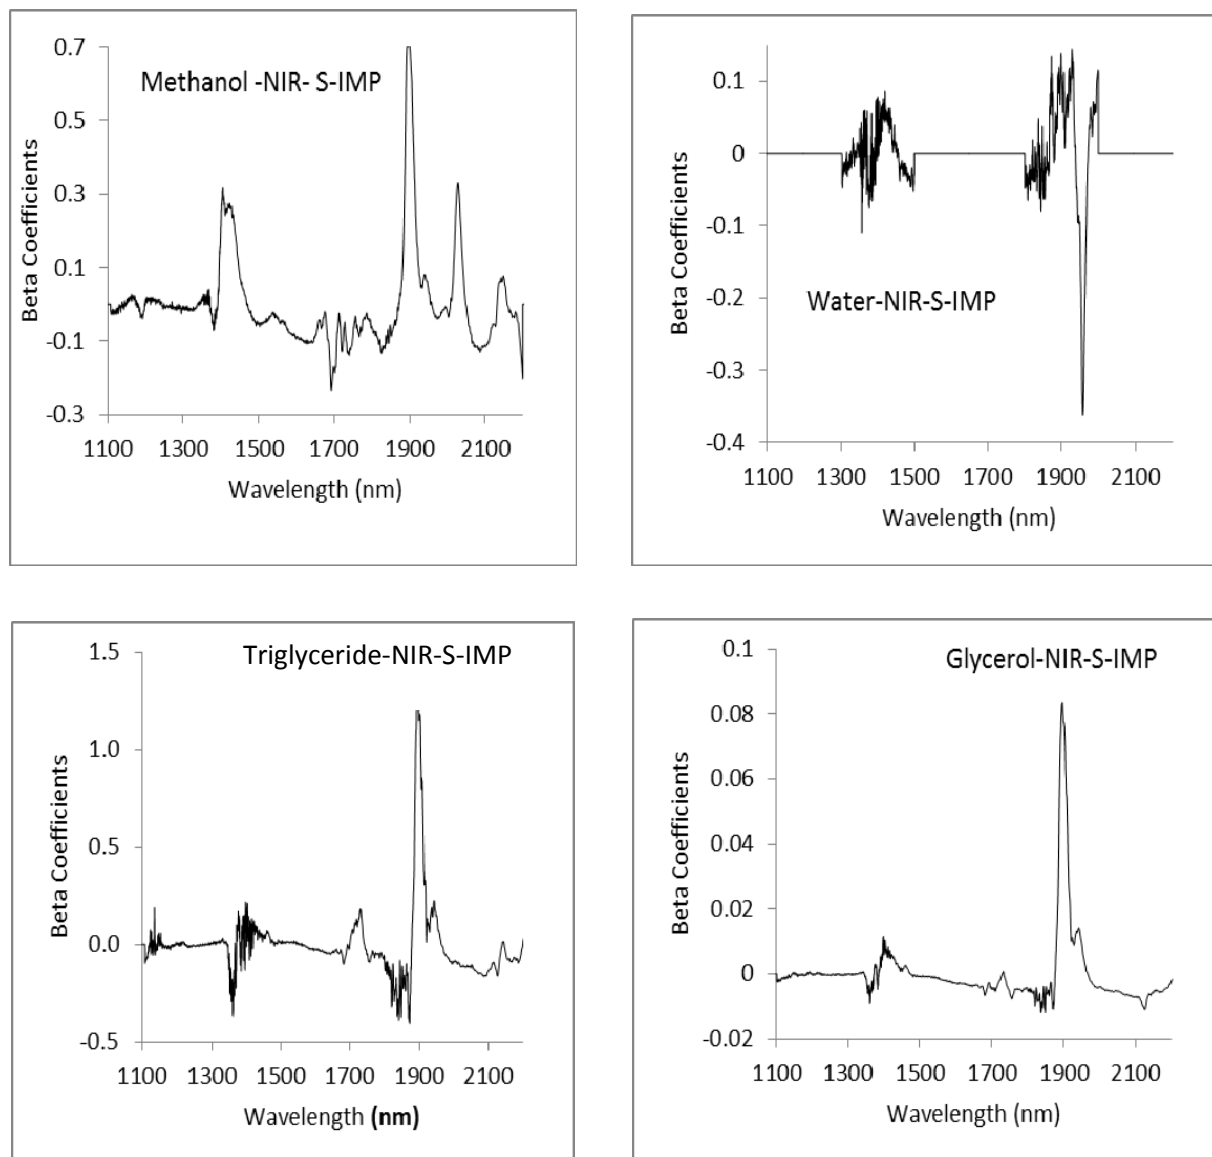 0.7
Methanol -NIR- S-IMP
0.5
0.3
0.1
-0.1
-0.3
Beta Coefficients
1100 1300 1500 1700 1900 2100
Wavelength (nm)
0.1
0
-0.1
-0.2
-0.3
-0.4
Beta Coefficients
Water-NIR-S-IMP
1100 1300 1500 1700 1900 2100
Wavelength (nm)
1.5
Triglyceride-NIR-S-IMP
1.0
0.5
0.0
-0.5
Beta Coefficients
1100 1300 1500 1700 1900 2100
Wavelength (nm)
0.1
Glycerol-NIR-S-IMP
0.08
0.06
0.04
0.02
0
-0.02
Beta Coefficients
1100 1300 1500 1700 1900 2100
Wavelength (nm)